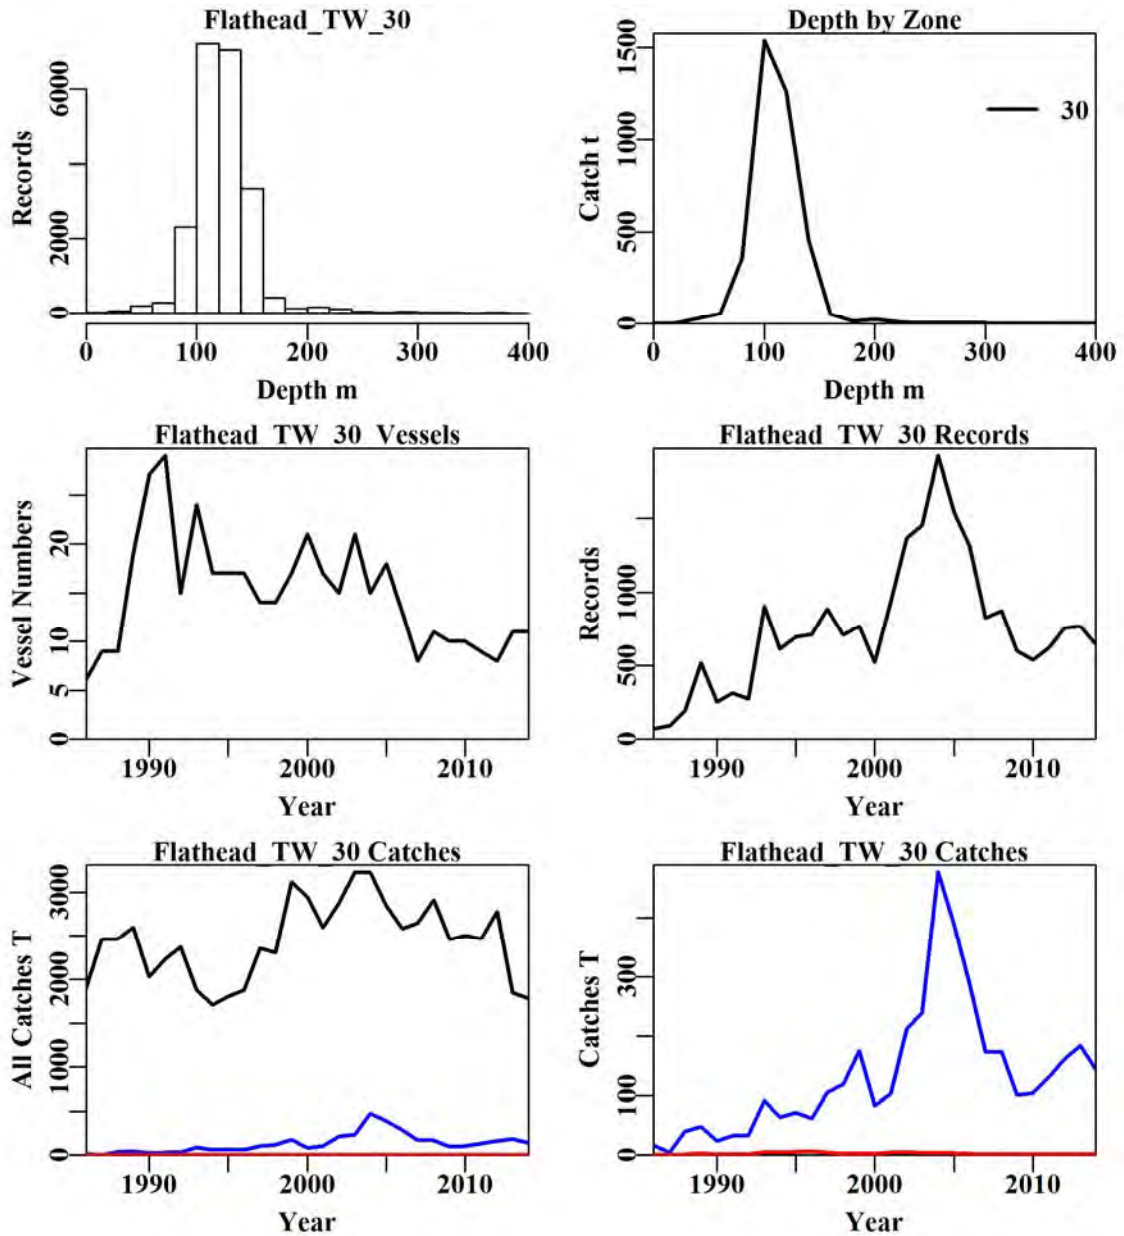 Flathead_TW_30
Records
0 2000 6000
0 100 200 300 400
Depth m
Depth by Zone
Catch t
0 500 1000 1500
30
0 100 200 300 400
Depth m
Flathead_TW_30_Vessels
Vessel Numbers
0 5 10 20
1990 2000 2010
Year
Flathead_TW_30 Records
Records
0 500 1000
1990 2000 2010
Year
Flathead_TW_30 Catches
All Catches T
0 1000 2000 3000
1990 2000 2010
Year
Flathead_TW_30 Catches
Catches T
0 100 300
1990 2000 2010
Year